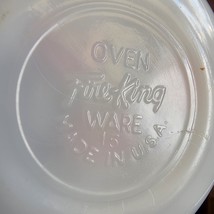 OVEN
Fire-King
WARE
15
MADE IN U.S.A.